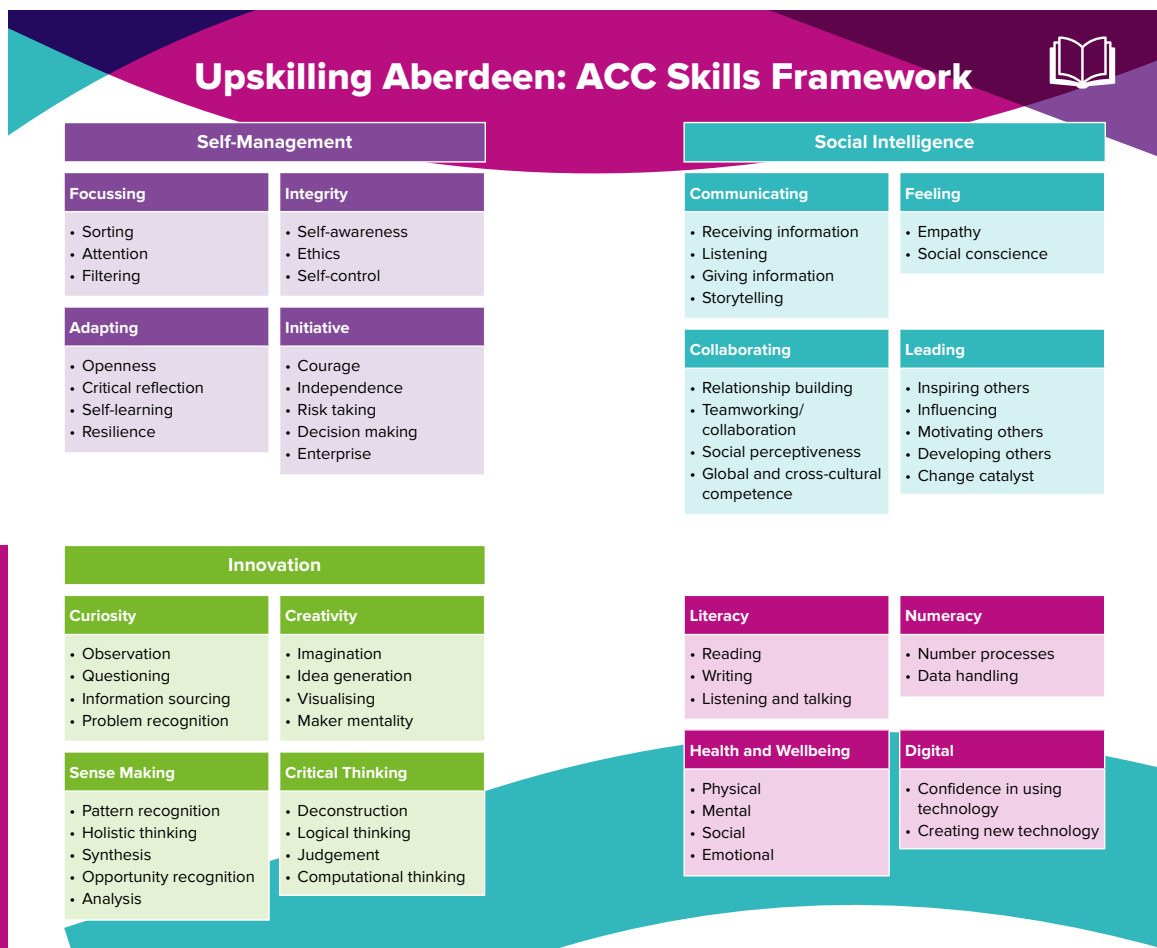 Upskilling Aberdeen: ACC Skills Framework
Self-Management
Focussing
• Sorting
• Attention
• Filtering
Integrity
• Self-awareness
• Ethics
• Self-control
Adapting
• Openness
• Critical reflection
• Self-learning
• Resilience
Initiative
• Courage
• Independence
• Risk taking
• Decision making
• Enterprise
Social Intelligence
Communicating
• Receiving information
• Listening
• Giving information
• Storytelling
Feeling
• Empathy
• Social conscience
Collaborating
• Relationship building
• Teamworking/
collaboration
• Social perceptiveness
• Global and cross-cultural
competence
Leading
• Inspiring others
• Influencing
• Motivating others
• Developing others
• Change catalyst
Innovation
Curiosity
• Observation
• Questioning
• Information sourcing
• Problem recognition
Creativity
• Imagination
• Idea generation
• Visualising
• Maker mentality
Sense Making
• Pattern recognition
• Holistic thinking
• Synthesis
• Opportunity recognition
• Analysis
Critical Thinking
• Deconstruction
• Logical thinking
• Judgement
• Computational thinking
Literacy
• Reading
• Writing
• Listening and talking
Numeracy
• Number processes
• Data handling
Health and Wellbeing
• Physical
• Mental
• Social
• Emotional
Digital
• Confidence in using
technology
• Creating new technology